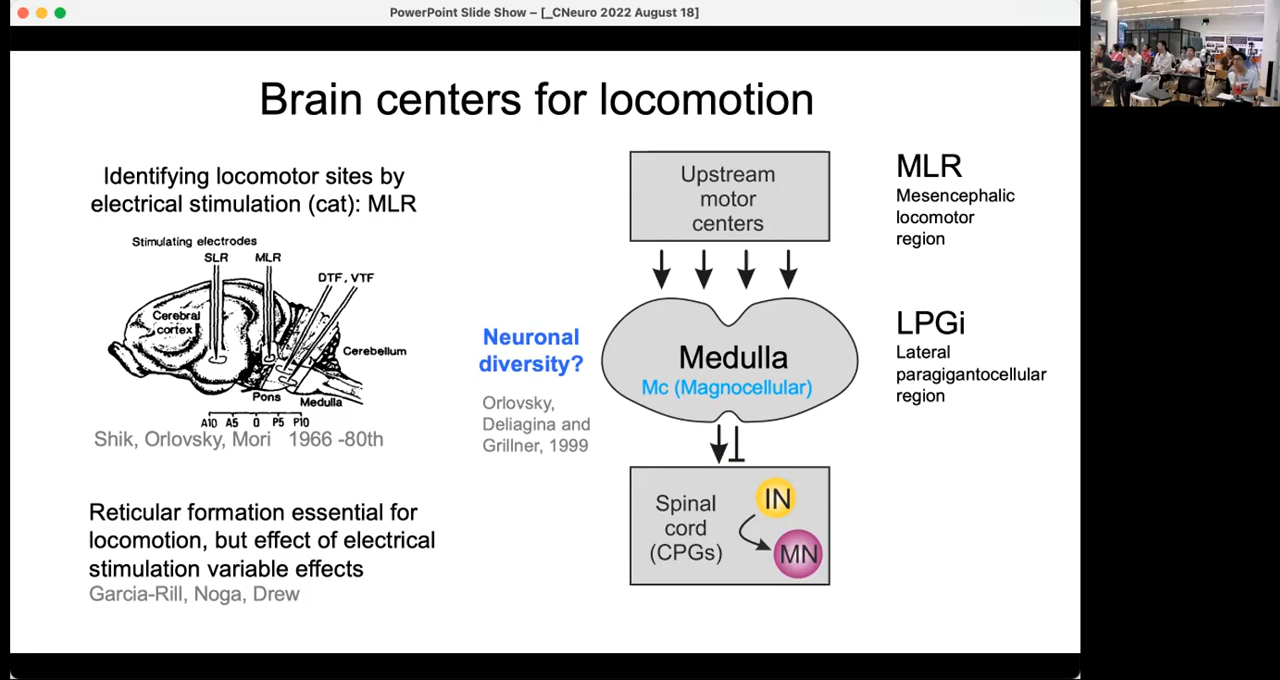 PowerPoint Slide Show – [_CNeuro 2022 August 18]
Brain centers for locomotion
Identifying locomotor sites by
electrical stimulation (cat): MLR
Stimulating electrodes
SLR MLR
DTF, VTF
Cerebral
cortex
Cerebellum
Pons
Medulla
A10 A5 0 P5 P10
Shik, Orlovsky, Mori 1966 -80th
Reticular formation essential for
locomotion, but effect of electrical
stimulation variable effects
Garcia-Rill, Noga, Drew
Neuronal
diversity?
Orlovsky,
Deliagina and
Grillner, 1999
Upstream
motor
centers
Medulla
Mc (Magnocellular)
Spinal
cord
(CPGs)
IN
MN
MLR
Mesencephalic
locomotor
region
LPGi
Lateral
paragigantocellular
region